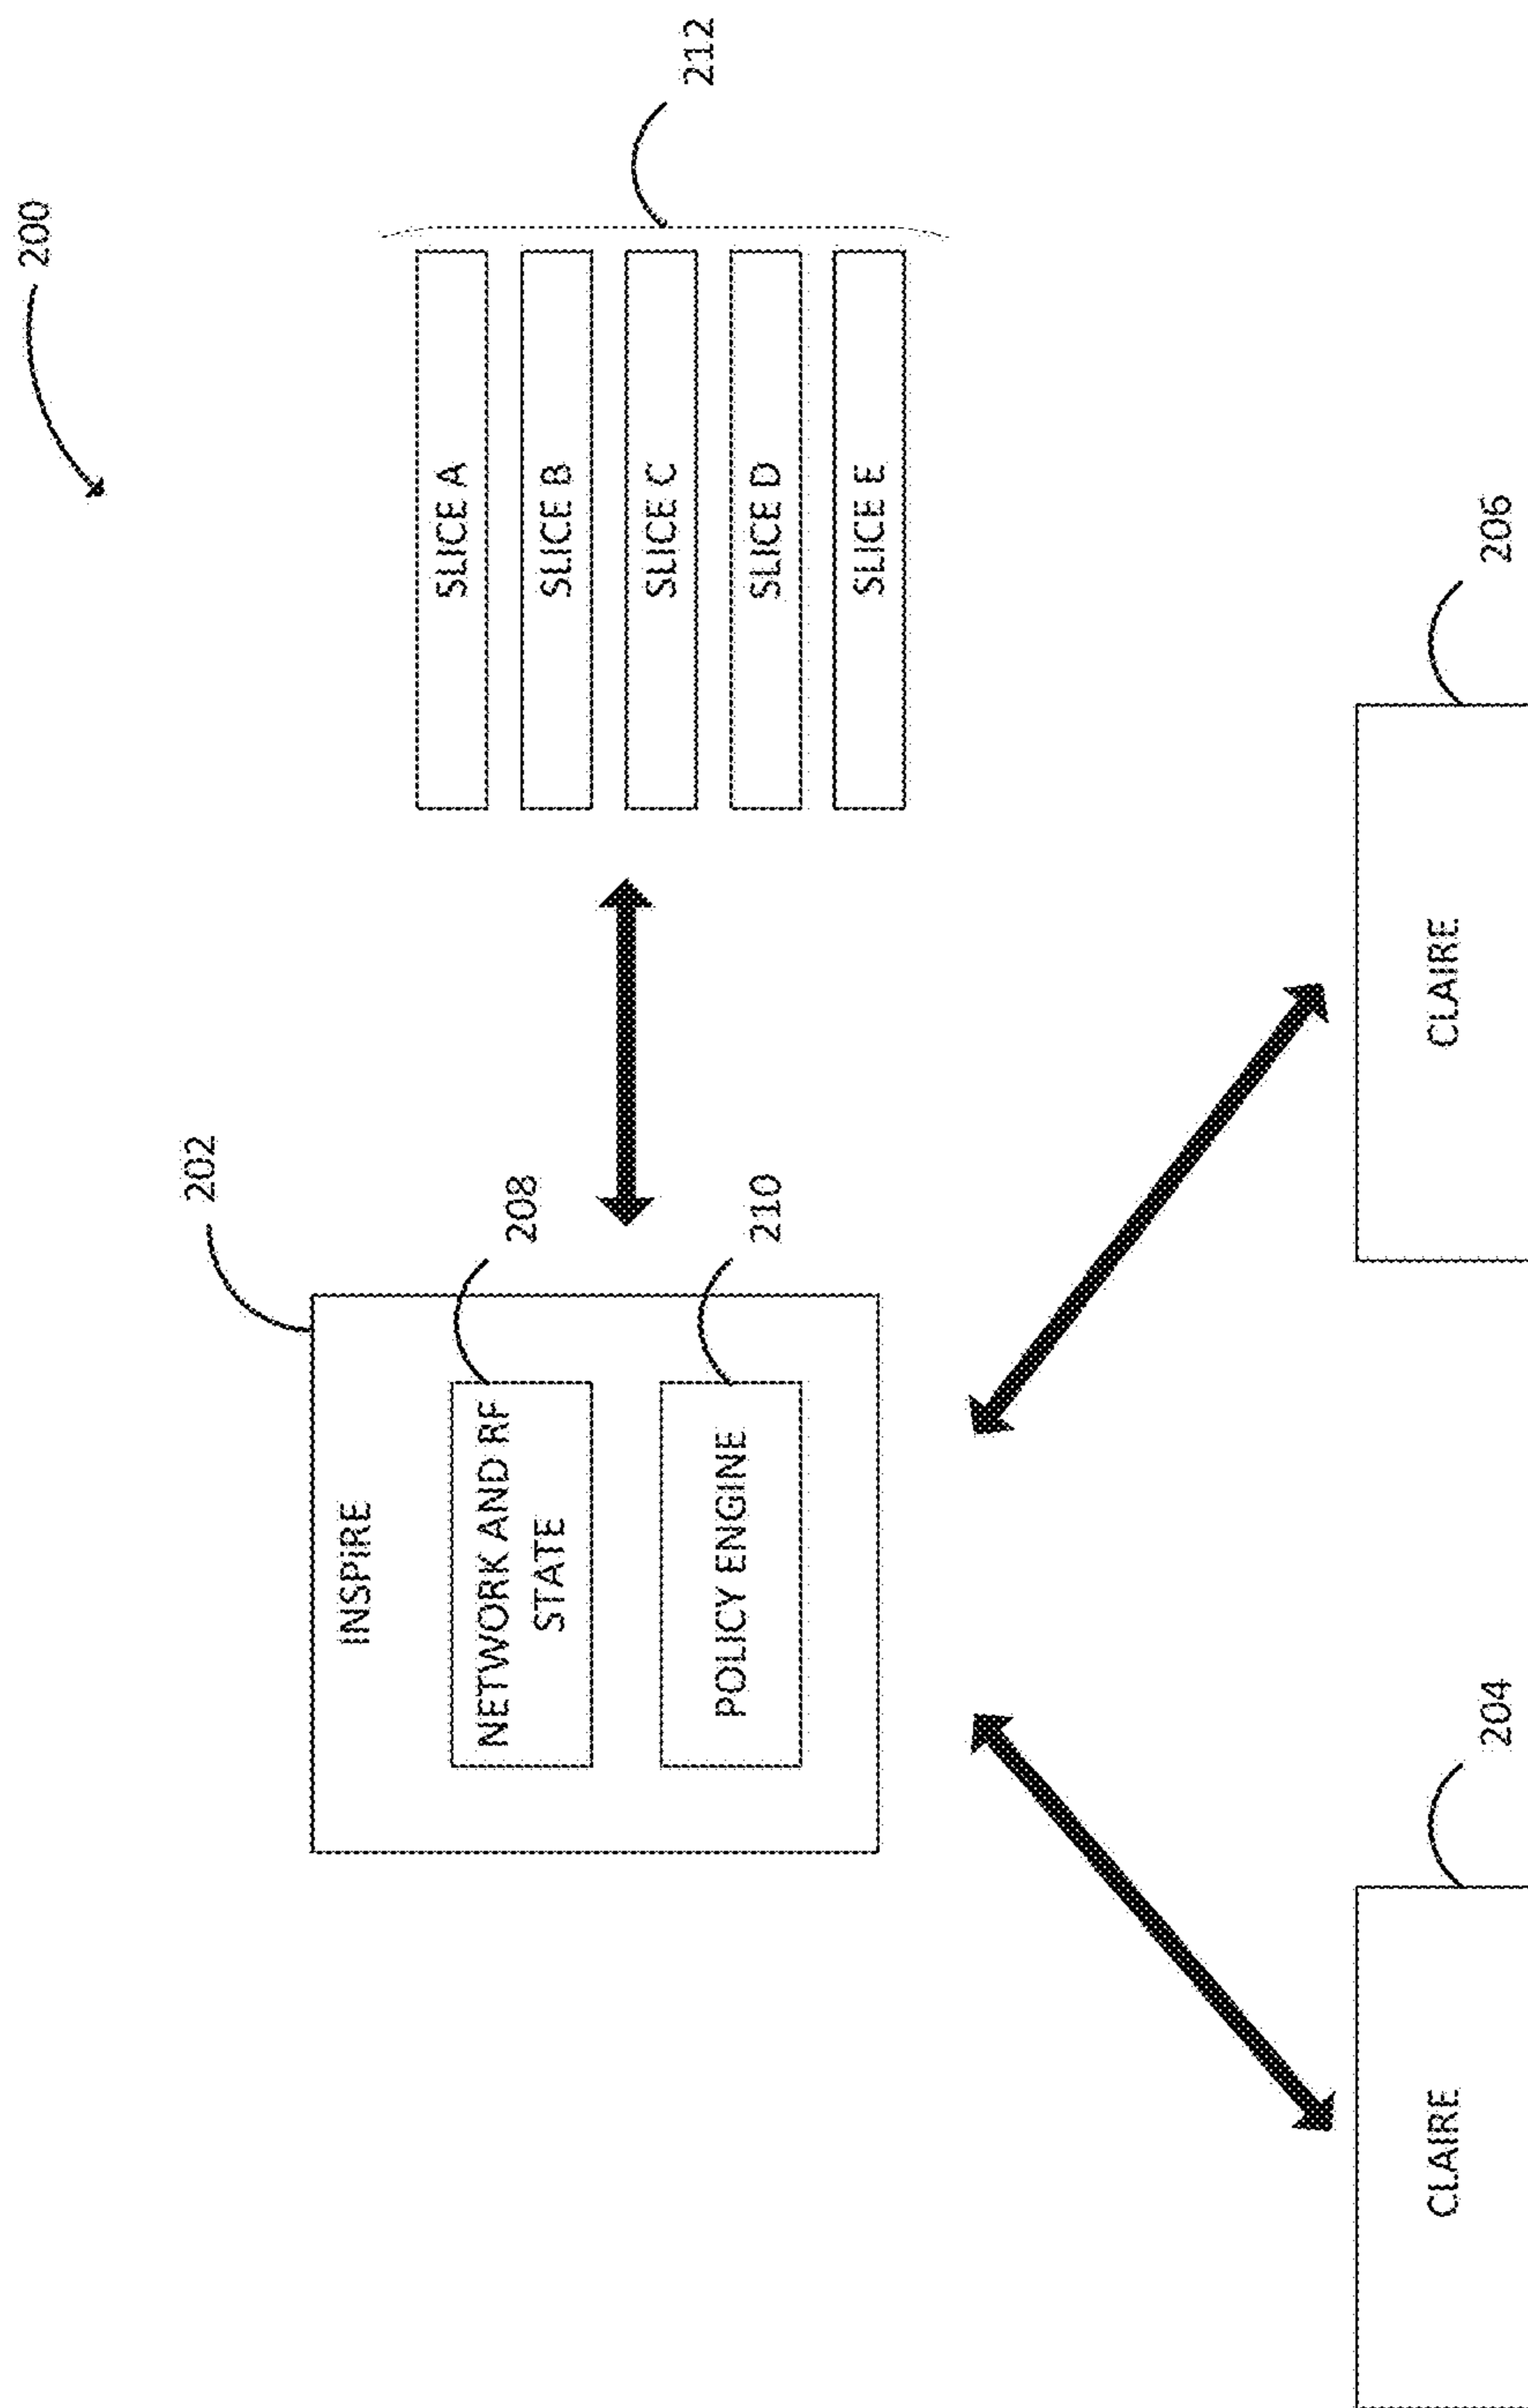 200
202
INSPIRE
208
NETWORK AND RF
STATE
210
POLICY ENGINE
SLICE A
SLICE B
SLICE C
SLICE D
SLICE E
212
204
CLAIRE
206
CLAIRE